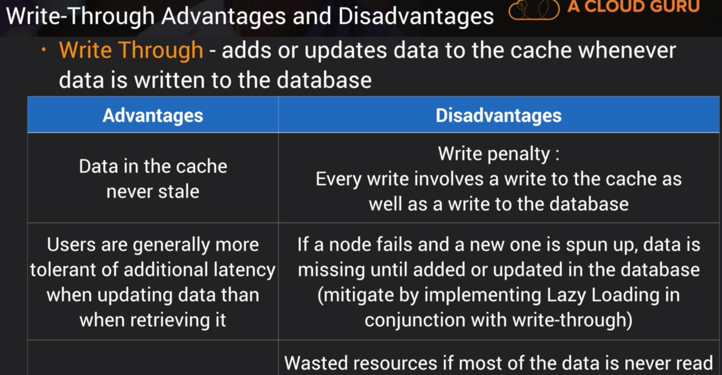 Write-Through Advantages and Disadvantages
A CLOUD GURU
• Write Through - adds or updates data to the cache whenever
data is written to the database
Advantages
Disadvantages
Data in the cache
never stale
Write penalty :
Every write involves a write to the cache as
well as a write to the database
Users are generally more
tolerant of additional latency
when updating data than
when retrieving it
If a node fails and a new one is spun up, data is
missing until added or updated in the database
(mitigate by implementing Lazy Loading in
conjunction with write-through)
Wasted resources if most of the data is never read